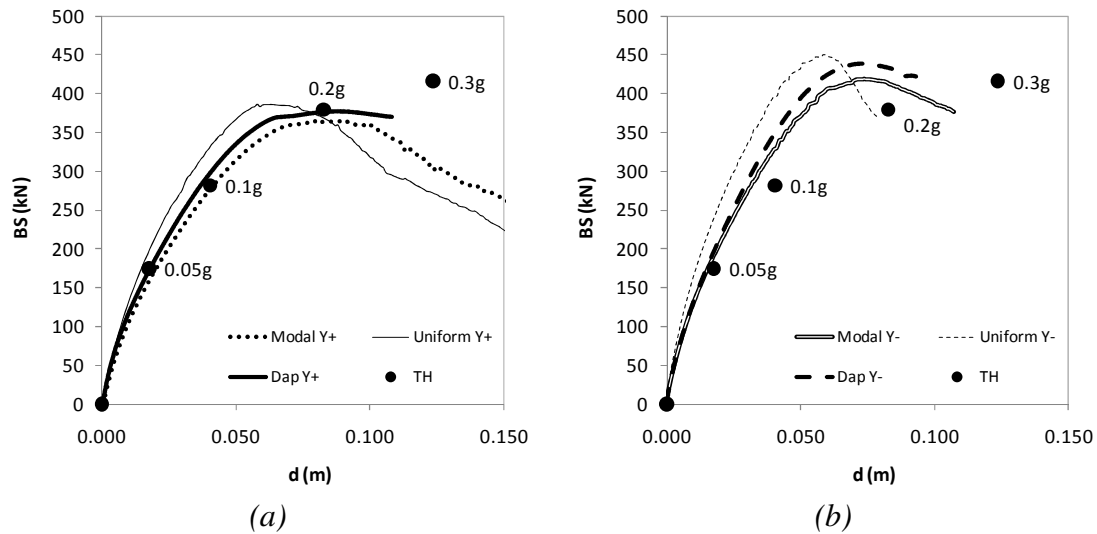 500
450
400
350
300
250
200
150
100
50
0
BS (kN)
0.3g
0.2g
0.1g
0.05g
Modal Y+ Uniform Y+
Dap Y+ TH
0.000 0.050 0.100 0.150
d (m)
(a)
500
450
400
350
300
250
200
150
100
50
0
BS (kN)
0.3g
0.2g
0.1g
0.05g
Modal Y- Uniform Y-
Dap Y- TH
0.000 0.050 0.100 0.150
d (m)
(b)